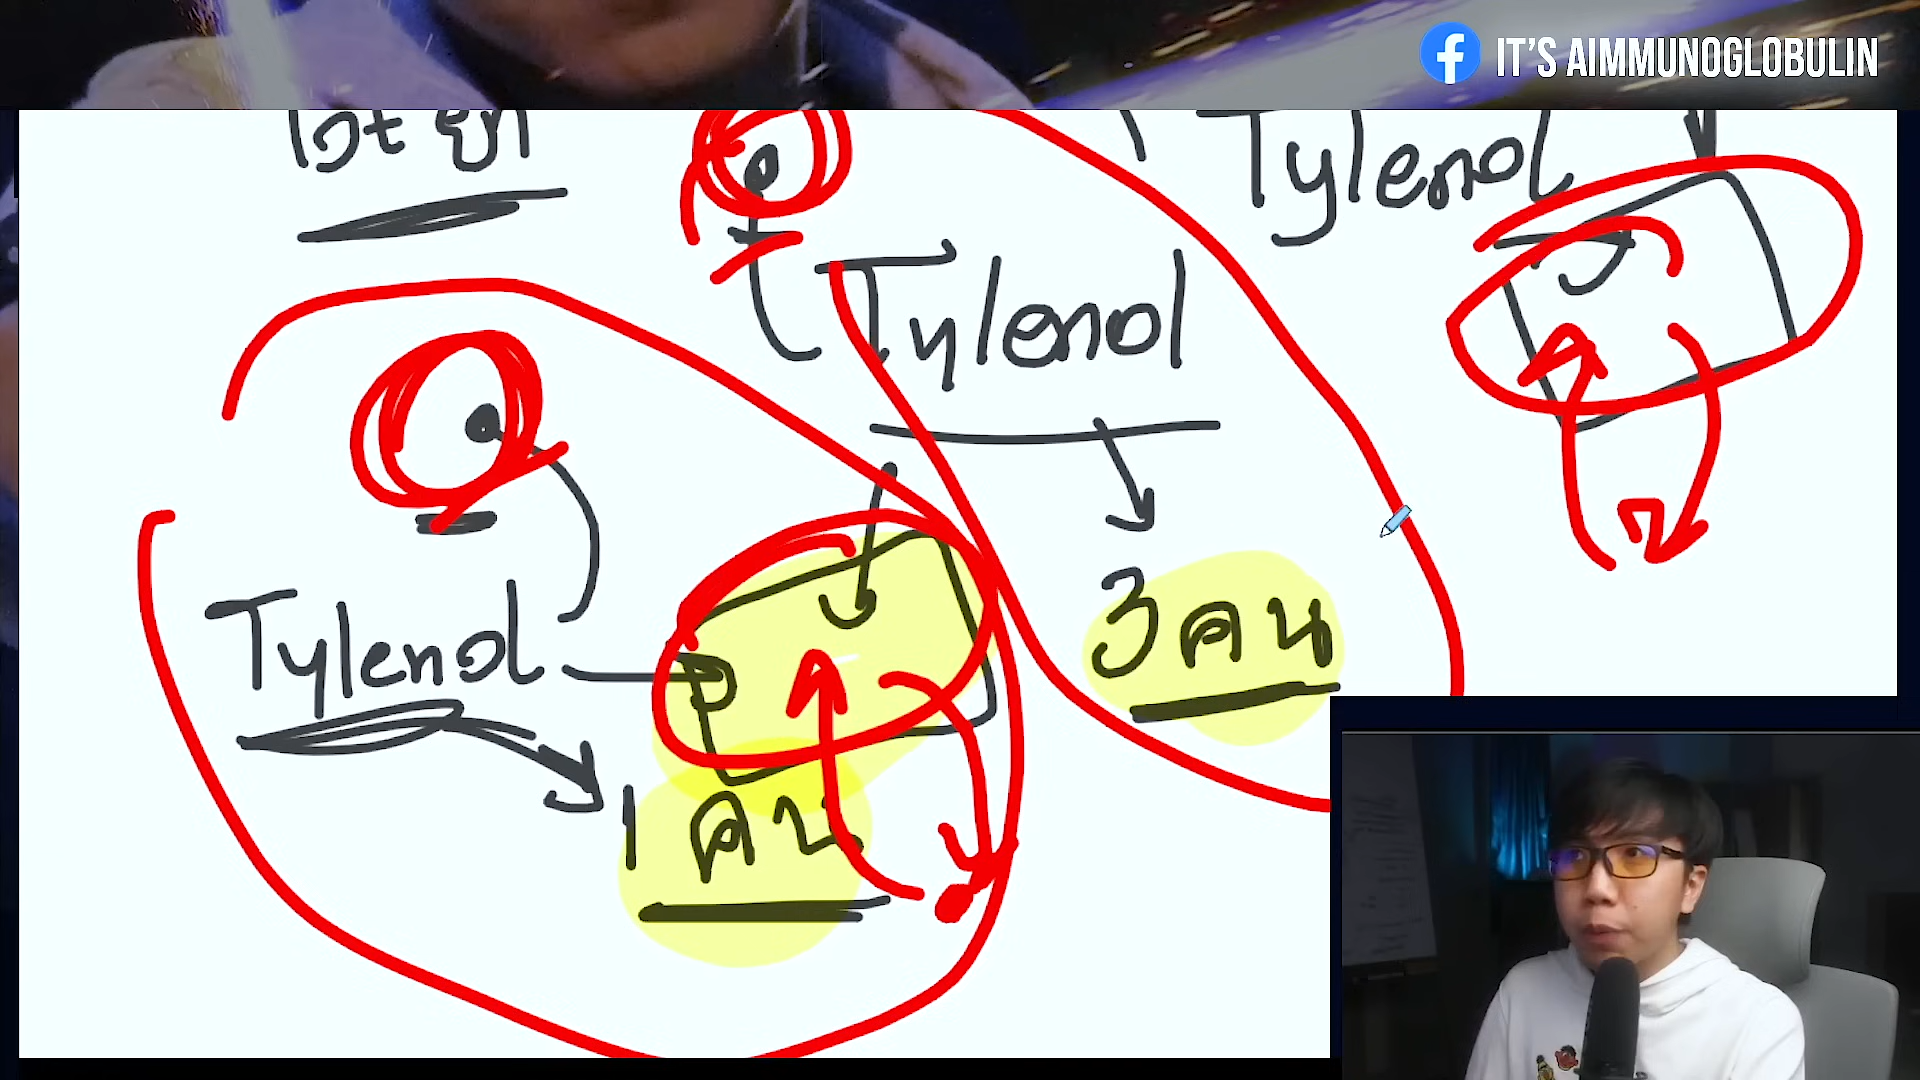 IT'S AIMMUNOGLOBULIN
Tylenol
Tylenol
3 คน
Tylenol
1 คน